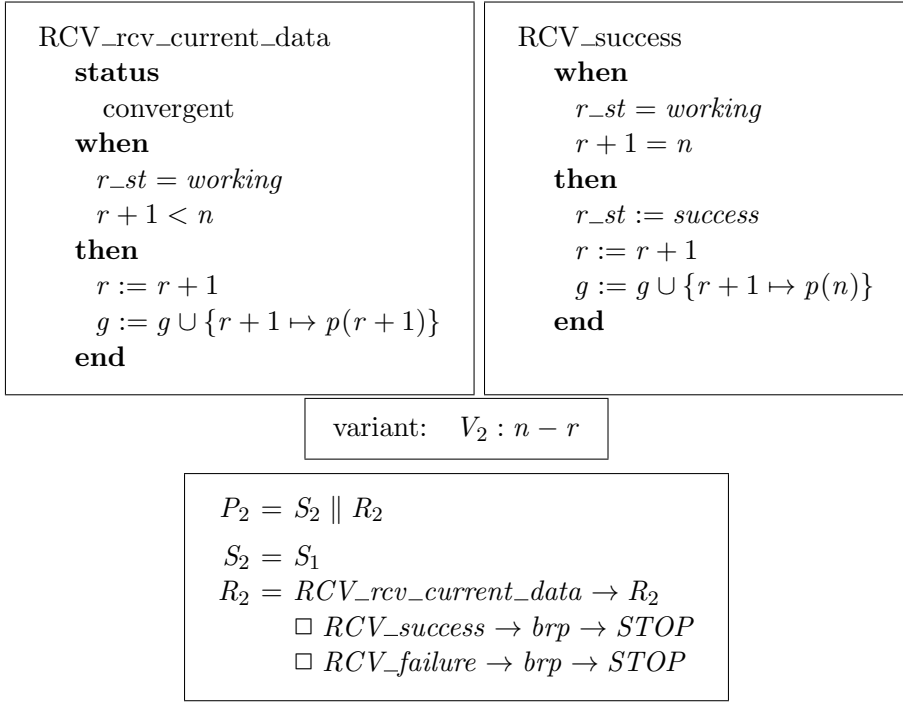 RCV_rcv_current_data
status
convergent
when
r_st = working
r + 1 < n
then
r := r + 1
g := g ∪ {r + 1 ↦ p(r + 1)}
end
RCV_success
when
r_st = working
r + 1 = n
then
r_st := success
r := r + 1
g := g ∪ {r + 1 ↦ p(n)}
end
variant: V₂ : n − r
P₂ = S₂ ∥ R₂
S₂ = S₁
R₂ = RCV_rcv_current_data → R₂
□ RCV_success → brp → STOP
□ RCV_failure → brp → STOP